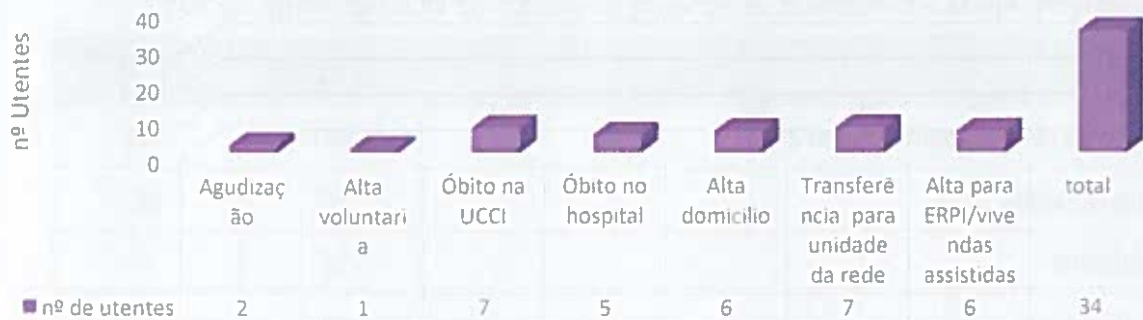 nº Utentes
40
30
20
10
0
Agudizaç
ão
Alta
voluntari
a
Óbito na
UCCI
Óbito no
hospital
Alta
domicilio
Transferê
ncia para
unidade
da rede
Alta para
ERPI/vive
ndas
assistidas
total
nº de utentes 2 1 7 5 6 7 6 34